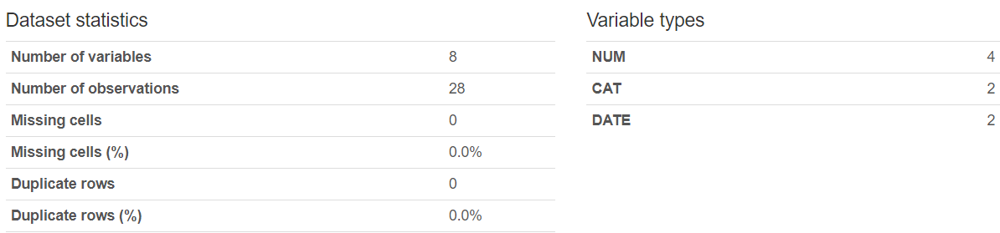 Dataset statistics
Number of variables 8
Number of observations 28
Missing cells 0
Missing cells (%) 0.0%
Duplicate rows 0
Duplicate rows (%) 0.0%
Variable types
NUM 4
CAT 2
DATE 2